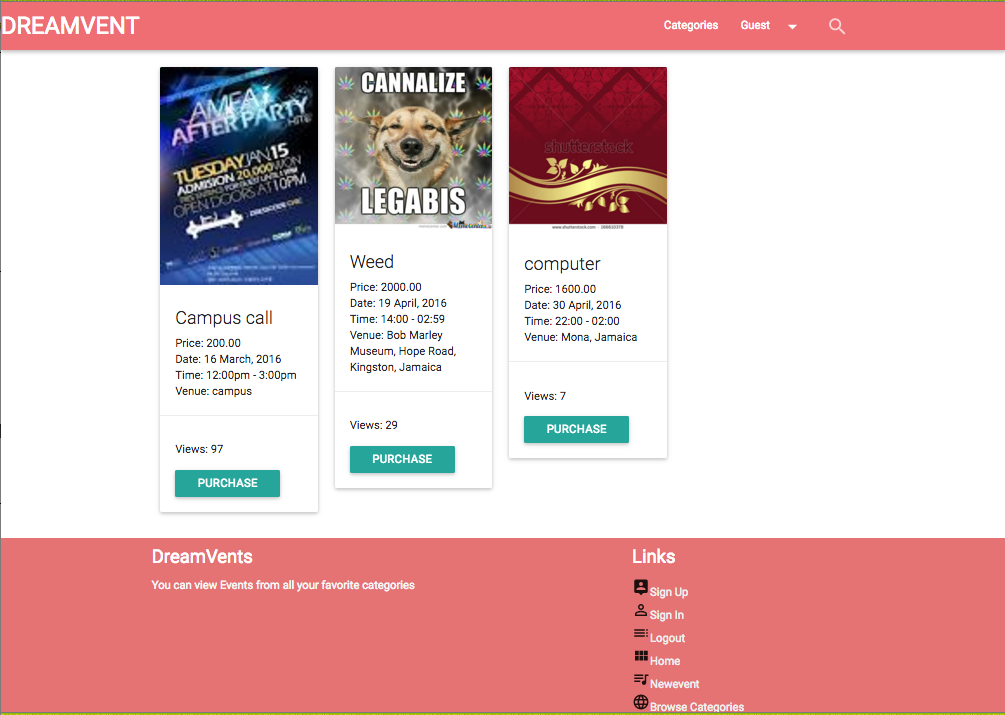 DREAMVENT
Categories Guest
AMFA
AFTER PARTY
TUESDAY JAN 15
ADMISSION 20,000 WON
OPEN DOORS AT 10PM
Campus call
Price: 200.00
Date: 16 March, 2016
Time: 12:00pm - 3:00pm
Venue: campus
Views: 97
PURCHASE
CANNALIZE
LEGABIS
Weed
Price: 2000.00
Date: 19 April, 2016
Time: 14:00 - 02:59
Venue: Bob Marley
Museum, Hope Road,
Kingston, Jamaica
Views: 29
PURCHASE
shutterstock
computer
Price: 1600.00
Date: 30 April, 2016
Time: 22:00 - 02:00
Venue: Mona, Jamaica
Views: 7
PURCHASE
DreamVents
You can view Events from all your favorite categories
Links
Sign Up
Sign In
Logout
Home
Newevent
Browse Categories